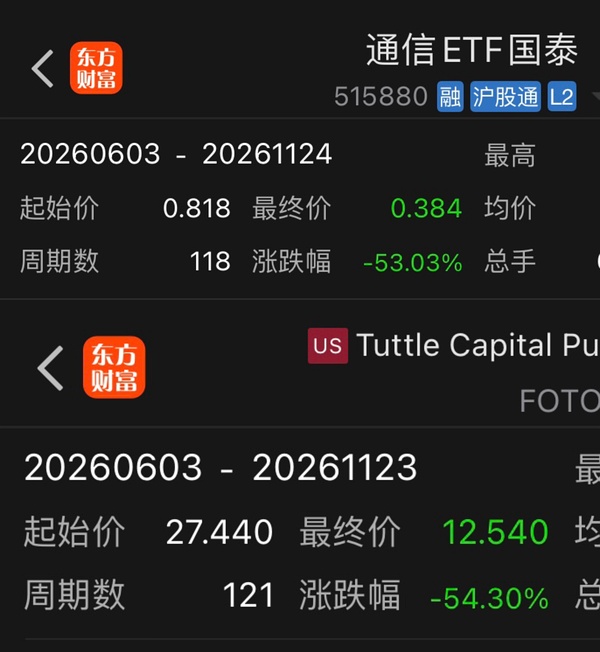 东方财富
通信ETF国泰
515880 融 沪股通 L2
20260603 - 20261124 最高
起始价 0.818 最终价 0.384 均价
周期数 118 涨跌幅 -53.03% 总手
东方财富
US Tuttle Capital Pu
FOTO
20260603 - 20261123
起始价 27.440 最终价 12.540
周期数 121 涨跌幅 -54.30%